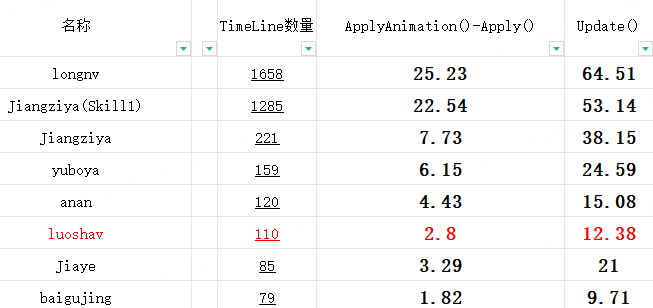 名称 TimeLine数量 ApplyAnimation()-Apply() Update()
longnv 1658 25.23 64.51
Jiangziya(Skill1) 1285 22.54 53.14
Jiangziya 221 7.73 38.15
yuboya 159 6.15 24.59
anan 120 4.43 15.08
luoshav 110 2.8 12.38
Jiaye 85 3.29 21
baigujing 79 1.82 9.71